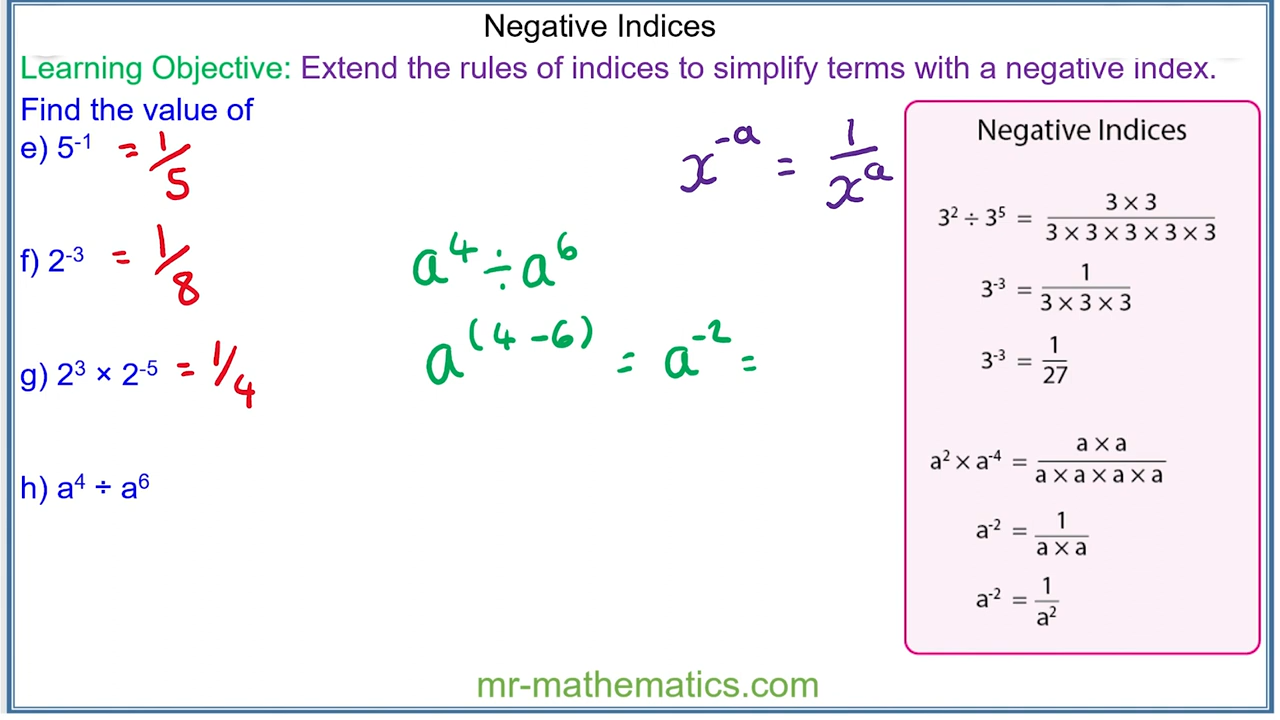 Negative Indices
Learning Objective: Extend the rules of indices to simplify terms with a negative index.
Find the value of
e) 5⁻¹ = 1/5
f) 2⁻³ = 1/8
g) 2³ × 2⁻⁵ = 1/4
h) a⁴ ÷ a⁶
x⁻ᵃ = 1/xᵃ
a⁴ ÷ a⁶
a⁽⁴⁻⁶⁾ = a⁻² =
Negative Indices
3² ÷ 3⁵ = (3 × 3)/(3 × 3 × 3 × 3 × 3)
3⁻³ = 1/(3 × 3 × 3)
3⁻³ = 1/27
a² × a⁻⁴ = (a × a)/(a × a × a × a)
a⁻² = 1/(a × a)
a⁻² = 1/a²
mr-mathematics.com